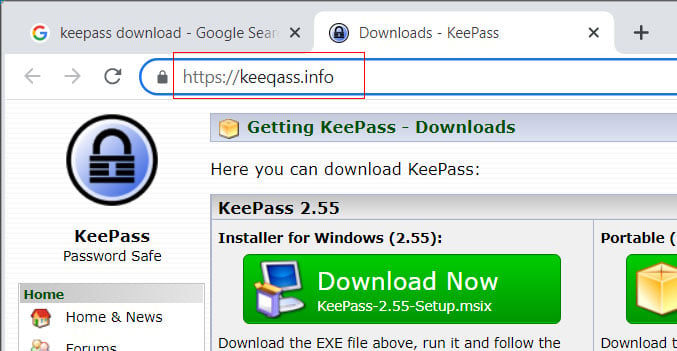 keepass download - Google Sear
Downloads - KeePass
https://keeqass.info
Getting KeePass - Downloads
Here you can download KeePass:
KeePass
Password Safe
Home
Home & News
Forums
KeePass 2.55
Installer for Windows (2.55):
Download Now
KeePass-2.55-Setup.msix
Download the EXE file above, run it and follow the
Portable (
Download t